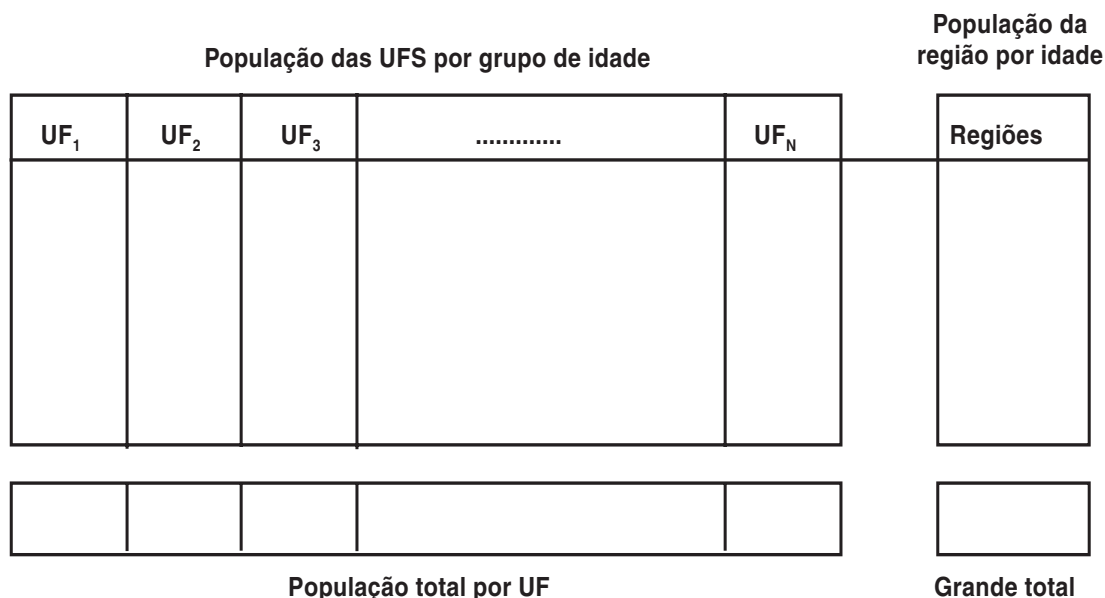 População das UFS por grupo de idade
População da
região por idade
UF1
UF2
UF3
.............
UFN
Regiões
População total por UF
Grande total